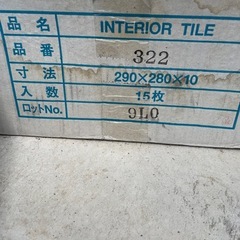 品名 INTERIOR TILE
品番 322
寸法 290×280×10
入数 15枚
ロットNo. 9L0